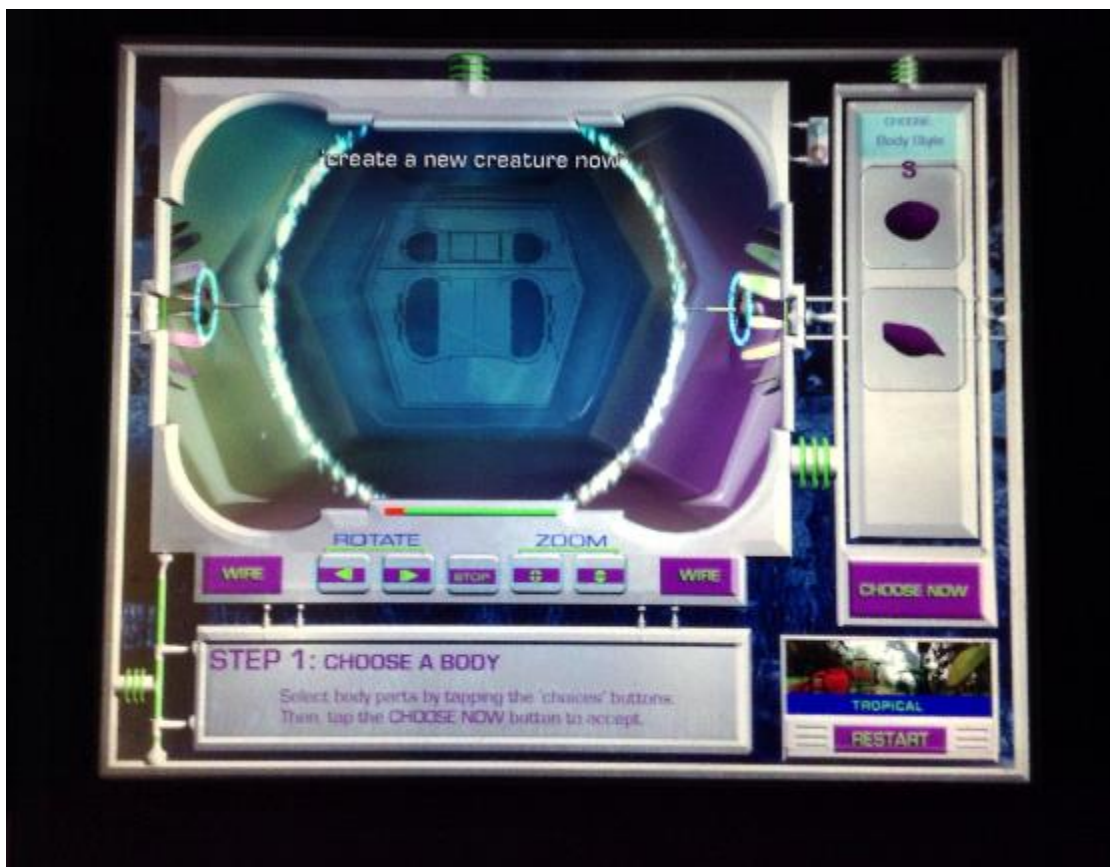 create a new creature now
CHOOSE
Body Style
S
ROTATE
ZOOM
WIRE
STOP
WIRE
CHOOSE NOW
STEP 1: CHOOSE A BODY
Select body parts by tapping the 'choices' buttons.
Then, tap the CHOOSE NOW button to accept.
TROPICAL
RESTART